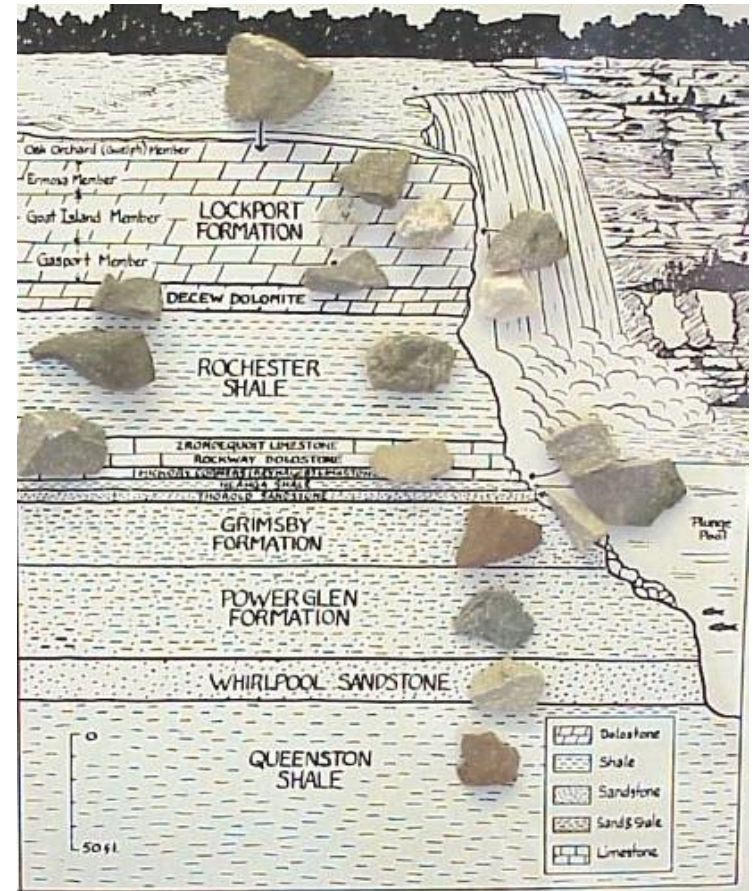 Oak Orchard (Guelph) Member
Eramosa Member
Goat Island Member
LOCKPORT
FORMATION
Gasport Member
DECEW DOLOMITE
ROCHESTER
SHALE
IRONDEQUOIT LIMESTONE
ROCKWAY DOLOSTONE
NEAHGA SHALE
THOROLD SANDSTONE
GRIMSBY
FORMATION
Plunge
Pool
POWER GLEN
FORMATION
WHIRLPOOL SANDSTONE
QUEENSTON
SHALE
0
50 ft.
Dolostone
Shale
Sandstone
Sand & Shale
Limestone